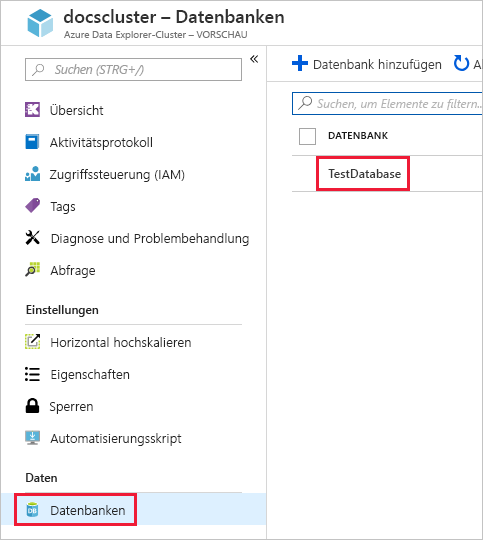 docscluster – Datenbanken
Azure Data Explorer-Cluster – VORSCHAU
Suchen (STRG+/)
Übersicht
Aktivitätsprotokoll
Zugriffssteuerung (IAM)
Tags
Diagnose und Problembehandlung
Abfrage
Einstellungen
Horizontal hochskalieren
Eigenschaften
Sperren
Automatisierungsskript
Daten
DB Datenbanken
Datenbank hinzufügen
Suchen, um Elemente zu filtern...
DATENBANK
TestDatabase